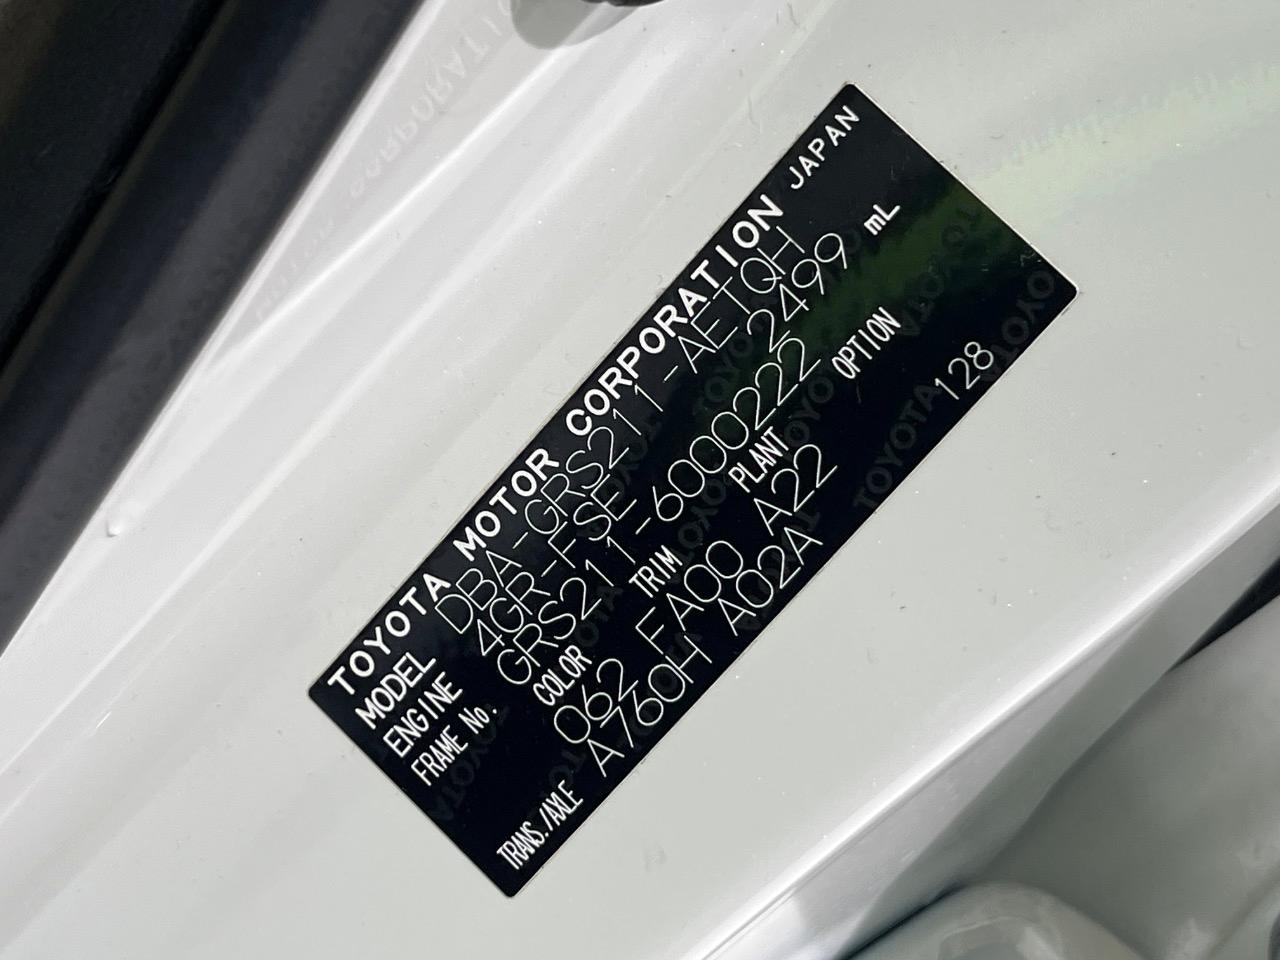 TOYOTA MOTOR CORPORATION JAPAN
MODEL DBA-GRS211-AETQH
ENGINE 4GR-FSE 2499 mL
FRAME No. GRS211-6000222
COLOR TRIM PLANT OPTION
062 FA00 A22 128
TRANS./AXLE A760H A02A